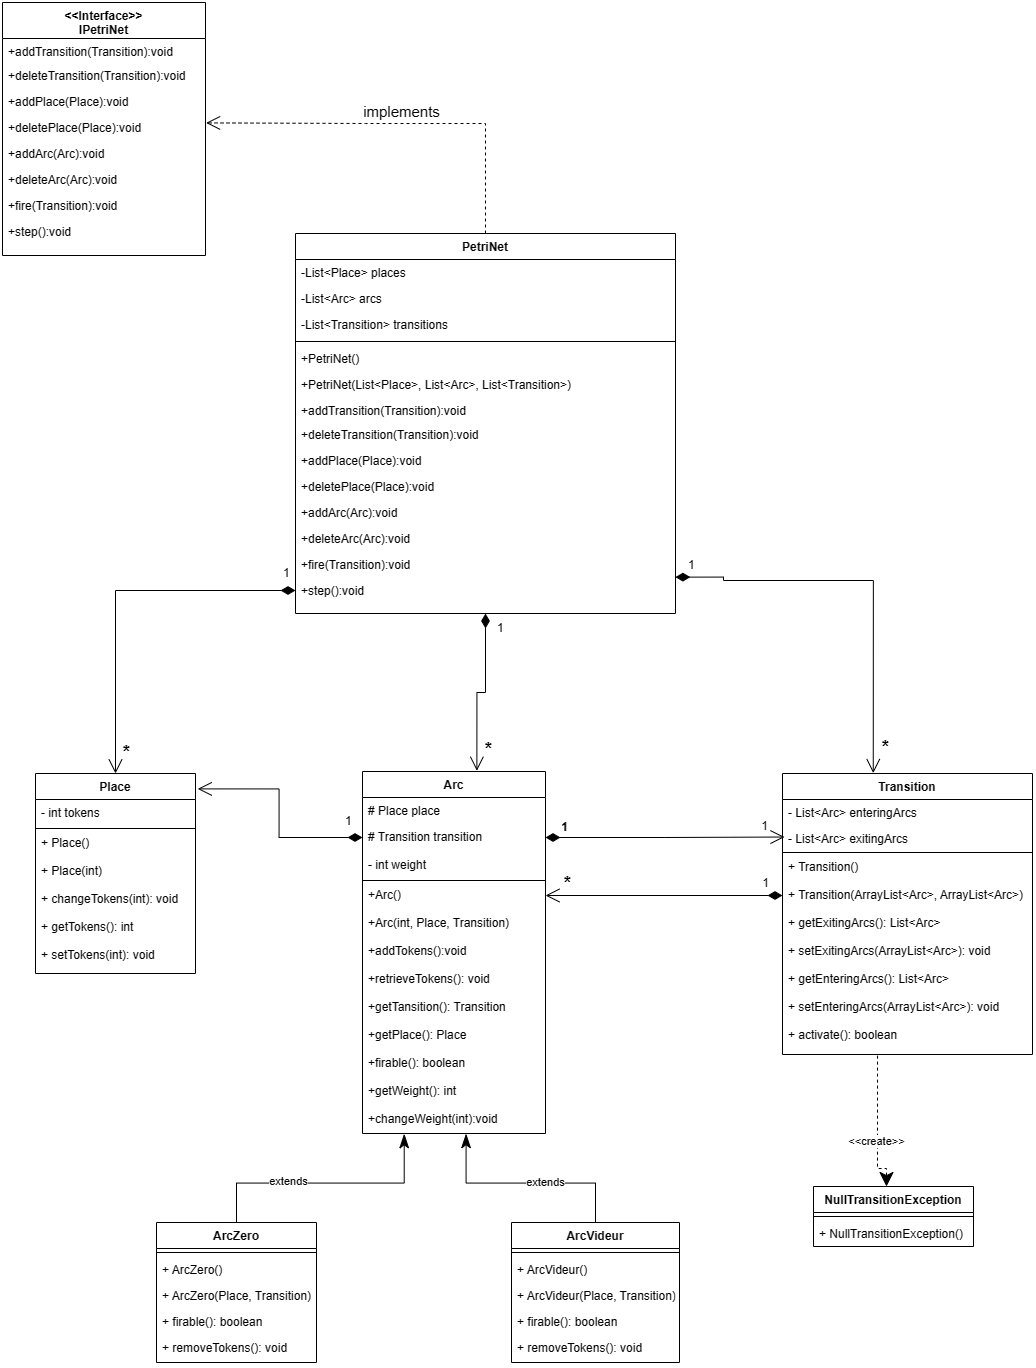 <<Interface>>
IPetriNet
+addTransition(Transition):void
+deleteTransition(Transition):void
+addPlace(Place):void
+deletePlace(Place):void
+addArc(Arc):void
+deleteArc(Arc):void
+fire(Transition):void
+step():void
implements
PetriNet
-List<Place> places
-List<Arc> arcs
-List<Transition> transitions
+PetriNet()
+PetriNet(List<Place>, List<Arc>, List<Transition>)
+addTransition(Transition):void
+deleteTransition(Transition):void
+addPlace(Place):void
+deletePlace(Place):void
+addArc(Arc):void
+deleteArc(Arc):void
+fire(Transition):void
+step():void
1
1
1
*
*
*
Place
- int tokens
+ Place()
+ Place(int)
+ changeTokens(int): void
+ getTokens(): int
+ setTokens(int): void
1
Arc
# Place place
# Transition transition
- int weight
+Arc()
+Arc(int, Place, Transition)
+addTokens():void
+retrieveTokens(): void
+getTansition(): Transition
+getPlace(): Place
+firable(): boolean
+getWeight(): int
+changeWeight(int):void
1
1
*
1
Transition
- List<Arc> enteringArcs
- List<Arc> exitingArcs
+ Transition()
+ Transition(ArrayList<Arc>, ArrayList<Arc>)
+ getExitingArcs(): List<Arc>
+ setExitingArcs(ArrayList<Arc>): void
+ getEnteringArcs(): List<Arc>
+ setEnteringArcs(ArrayList<Arc>): void
+ activate(): boolean
<<create>>
NullTransitionException
+ NullTransitionException()
extends
extends
ArcZero
+ ArcZero()
+ ArcZero(Place, Transition)
+ firable(): boolean
+ removeTokens(): void
ArcVideur
+ ArcVideur()
+ ArcVideur(Place, Transition)
+ firable(): boolean
+ removeTokens(): void